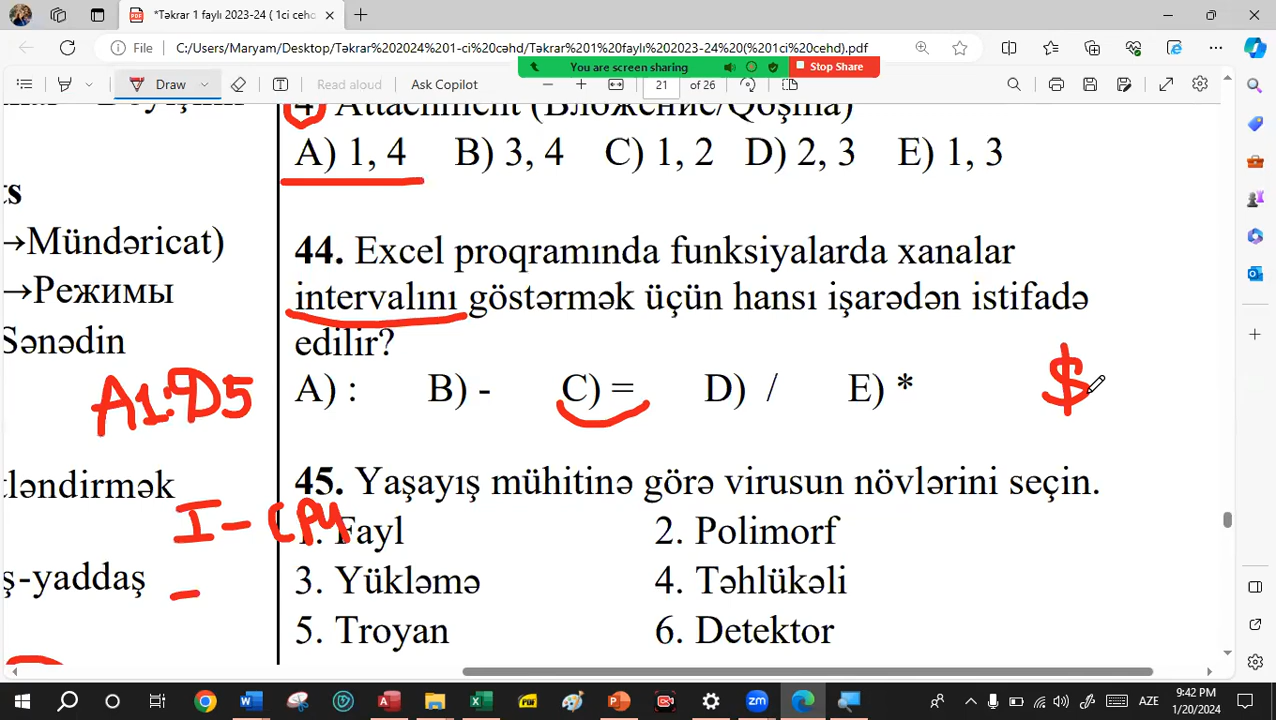 *Təkrar 1 faylı 2023-24 ( 1ci cehd
File
C:/Users/Maryam/Desktop/Təkrar%202024%201-ci%20cəhd/Təkrar%201%20faylı%202023-24%20(%201ci%20cehd).pdf
You are screen sharing
Stop Share
Draw
Read aloud
Ask Copilot
21 of 26
ts
→Mündəricat)
→Режимы
Sənədin
A1:D5
tləndirmək
ş-yaddaş
4. Attachment (Вложение/Qoşma)
A) 1, 4 B) 3, 4 C) 1, 2 D) 2, 3 E) 1, 3
44. Excel proqramında funksiyalarda xanalar
intervalını göstərmək üçün hansı işarədən istifadə
edilir?
A) : B) - C) = D) / E) *
$
45. Yaşayış mühitinə görə virusun növlərini seçin.
I - CPU
1. Fayl 2. Polimorf
3. Yükləmə 4. Təhlükəli
5. Troyan 6. Detektor
AZE
9:42 PM
1/20/2024